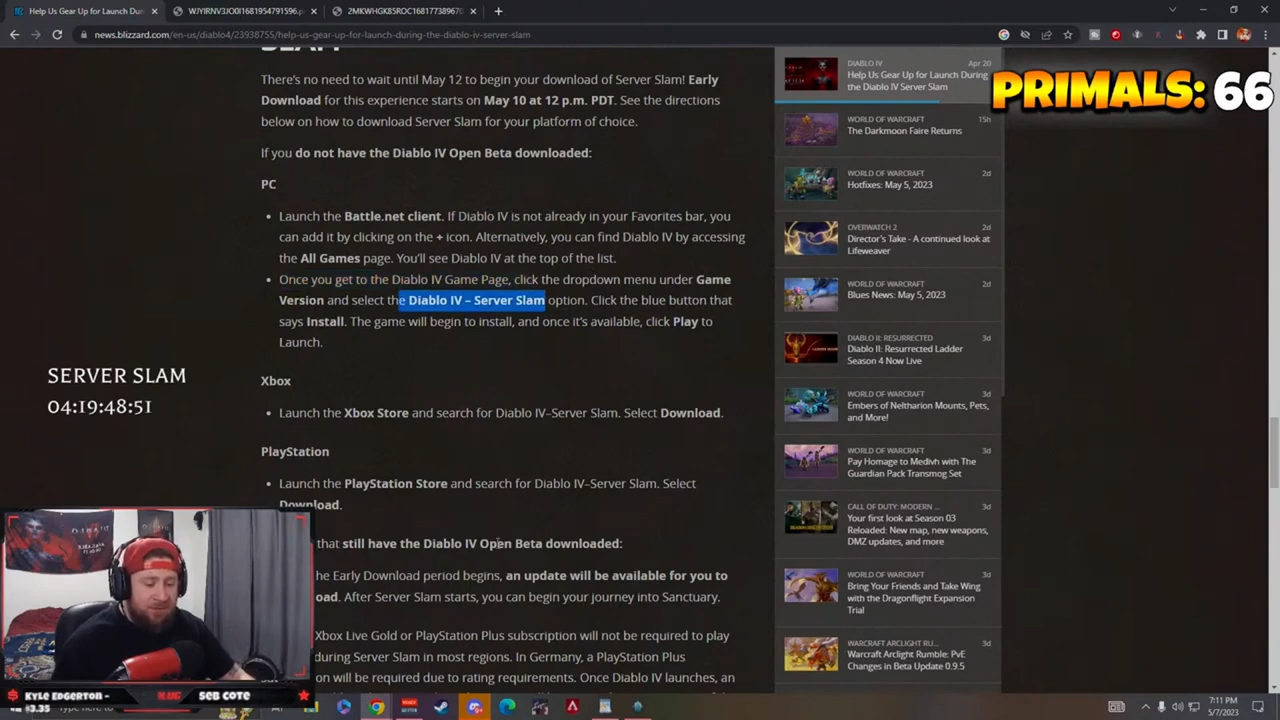 Help Us Gear Up for Launch Duri
WJYIRNV3JO0I1681954791596.p
2MKWHGK85ROC1681773896
news.blizzard.com/en-us/diablo4/23938755/help-us-gear-up-for-launch-during-the-diablo-iv-server-slam
PRIMALS: 66
SLAM
There's no need to wait until May 12 to begin your download of Server Slam! Early
Download for this experience starts on May 10 at 12 p.m. PDT. See the directions
below on how to download Server Slam for your platform of choice.
If you do not have the Diablo IV Open Beta downloaded:
PC
Launch the Battle.net client. If Diablo IV is not already in your Favorites bar, you
can add it by clicking on the + icon. Alternatively, you can find Diablo IV by accessing
the All Games page. You'll see Diablo IV at the top of the list.
Once you get to the Diablo IV Game Page, click the dropdown menu under Game
Version and select the Diablo IV – Server Slam option. Click the blue button that
says Install. The game will begin to install, and once it's available, click Play to
Launch.
Xbox
Launch the Xbox Store and search for Diablo IV–Server Slam. Select Download.
PlayStation
Launch the PlayStation Store and search for Diablo IV–Server Slam. Select
Download.
that still have the Diablo IV Open Beta downloaded:
he Early Download period begins, an update will be available for you to
oad. After Server Slam starts, you can begin your journey into Sanctuary.
Xbox Live Gold or PlayStation Plus subscription will not be required to play
during Server Slam in most regions. In Germany, a PlayStation Plus
on will be required due to rating requirements. Once Diablo IV launches, an
SERVER SLAM
04:19:48:51
DIABLO IV
Apr 20
Help Us Gear Up for Launch During
the Diablo IV Server Slam
WORLD OF WARCRAFT
15h
The Darkmoon Faire Returns
WORLD OF WARCRAFT
2d
Hotfixes: May 5, 2023
OVERWATCH 2
2d
Director's Take - A continued look at
Lifeweaver
WORLD OF WARCRAFT
2d
Blues News: May 5, 2023
DIABLO II: RESURRECTED
3d
Diablo II: Resurrected Ladder
Season 4 Now Live
WORLD OF WARCRAFT
3d
Embers of Neltharion Mounts, Pets,
and More!
WORLD OF WARCRAFT
3d
Pay Homage to Medivh with The
Guardian Pack Transmog Set
CALL OF DUTY: MODERN ...
3d
Your first look at Season 03
Reloaded: New map, new weapons,
DMZ updates, and more
WORLD OF WARCRAFT
3d
Bring Your Friends and Take Wing
with the Dragonflight Expansion
Trial
WARCRAFT ARCLIGHT RU...
3d
Warcraft Arclight Rumble: PvE
Changes in Beta Update 0.9.5
KYLE EDGERTON -
SEB COTE
$3.35
Type here to
7:11 PM
5/7/2023